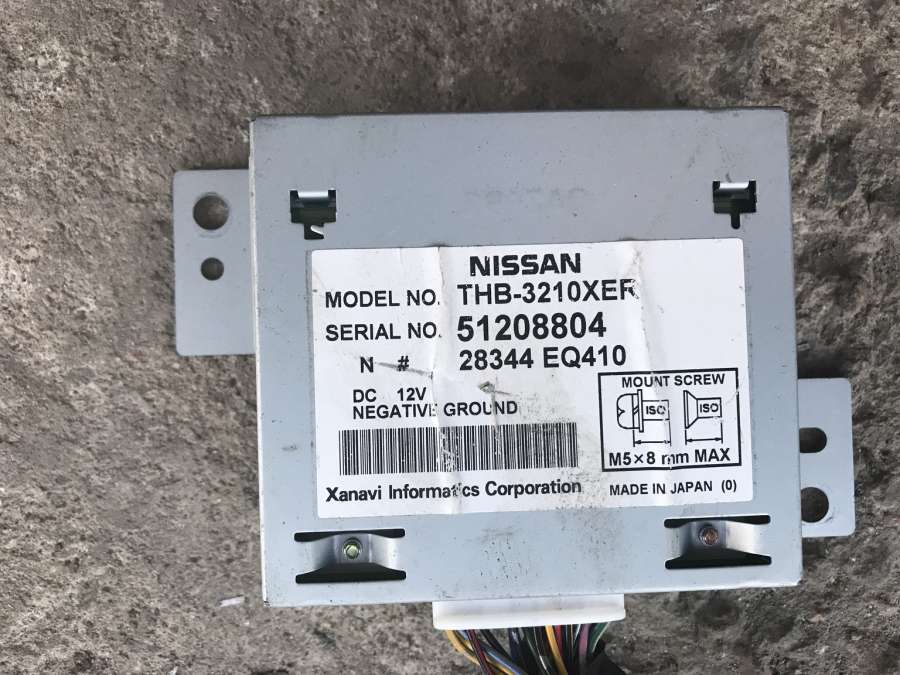 NISSAN
MODEL NO. THB-3210XER
SERIAL NO. 51208804
N # 28344 EQ410
DC 12V
NEGATIVE GROUND
MOUNT SCREW
ISO ISO
M5×8 mm MAX
Xanavi Informatics Corporation
MADE IN JAPAN (0)